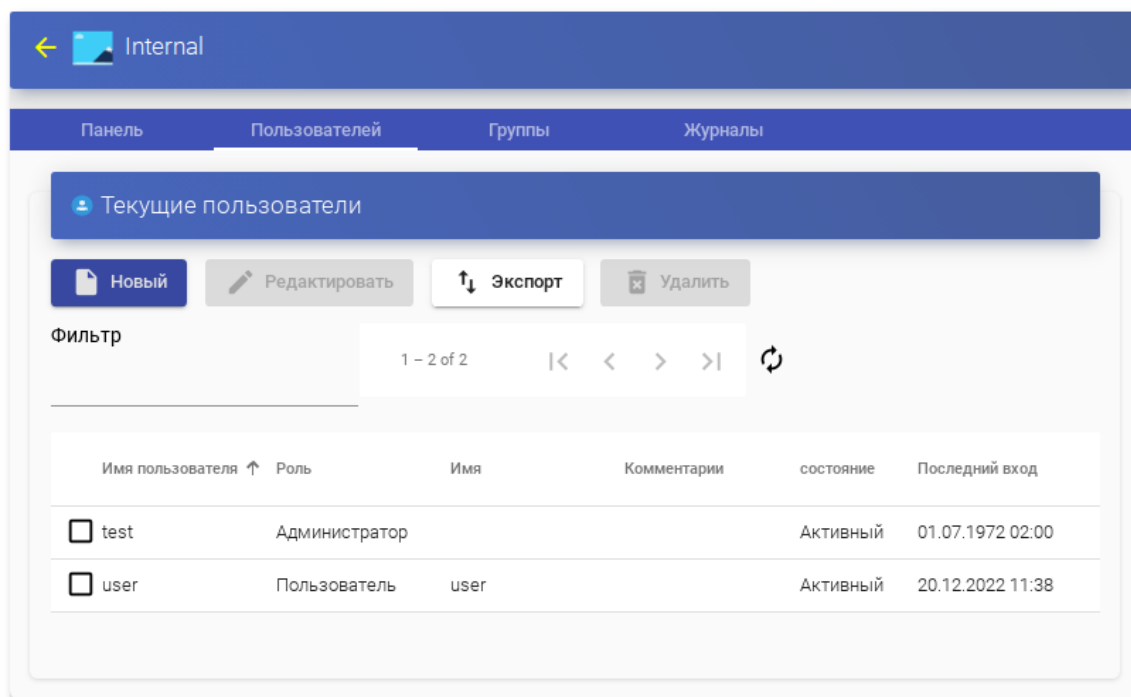 Internal
Панель Пользователей Группы Журналы
Текущие пользователи
Новый Редактировать Экспорт Удалить
Фильтр
1 – 2 of 2
Имя пользователя Роль Имя Комментарии состояние Последний вход
test Администратор Активный 01.07.1972 02:00
user Пользователь user Активный 20.12.2022 11:38